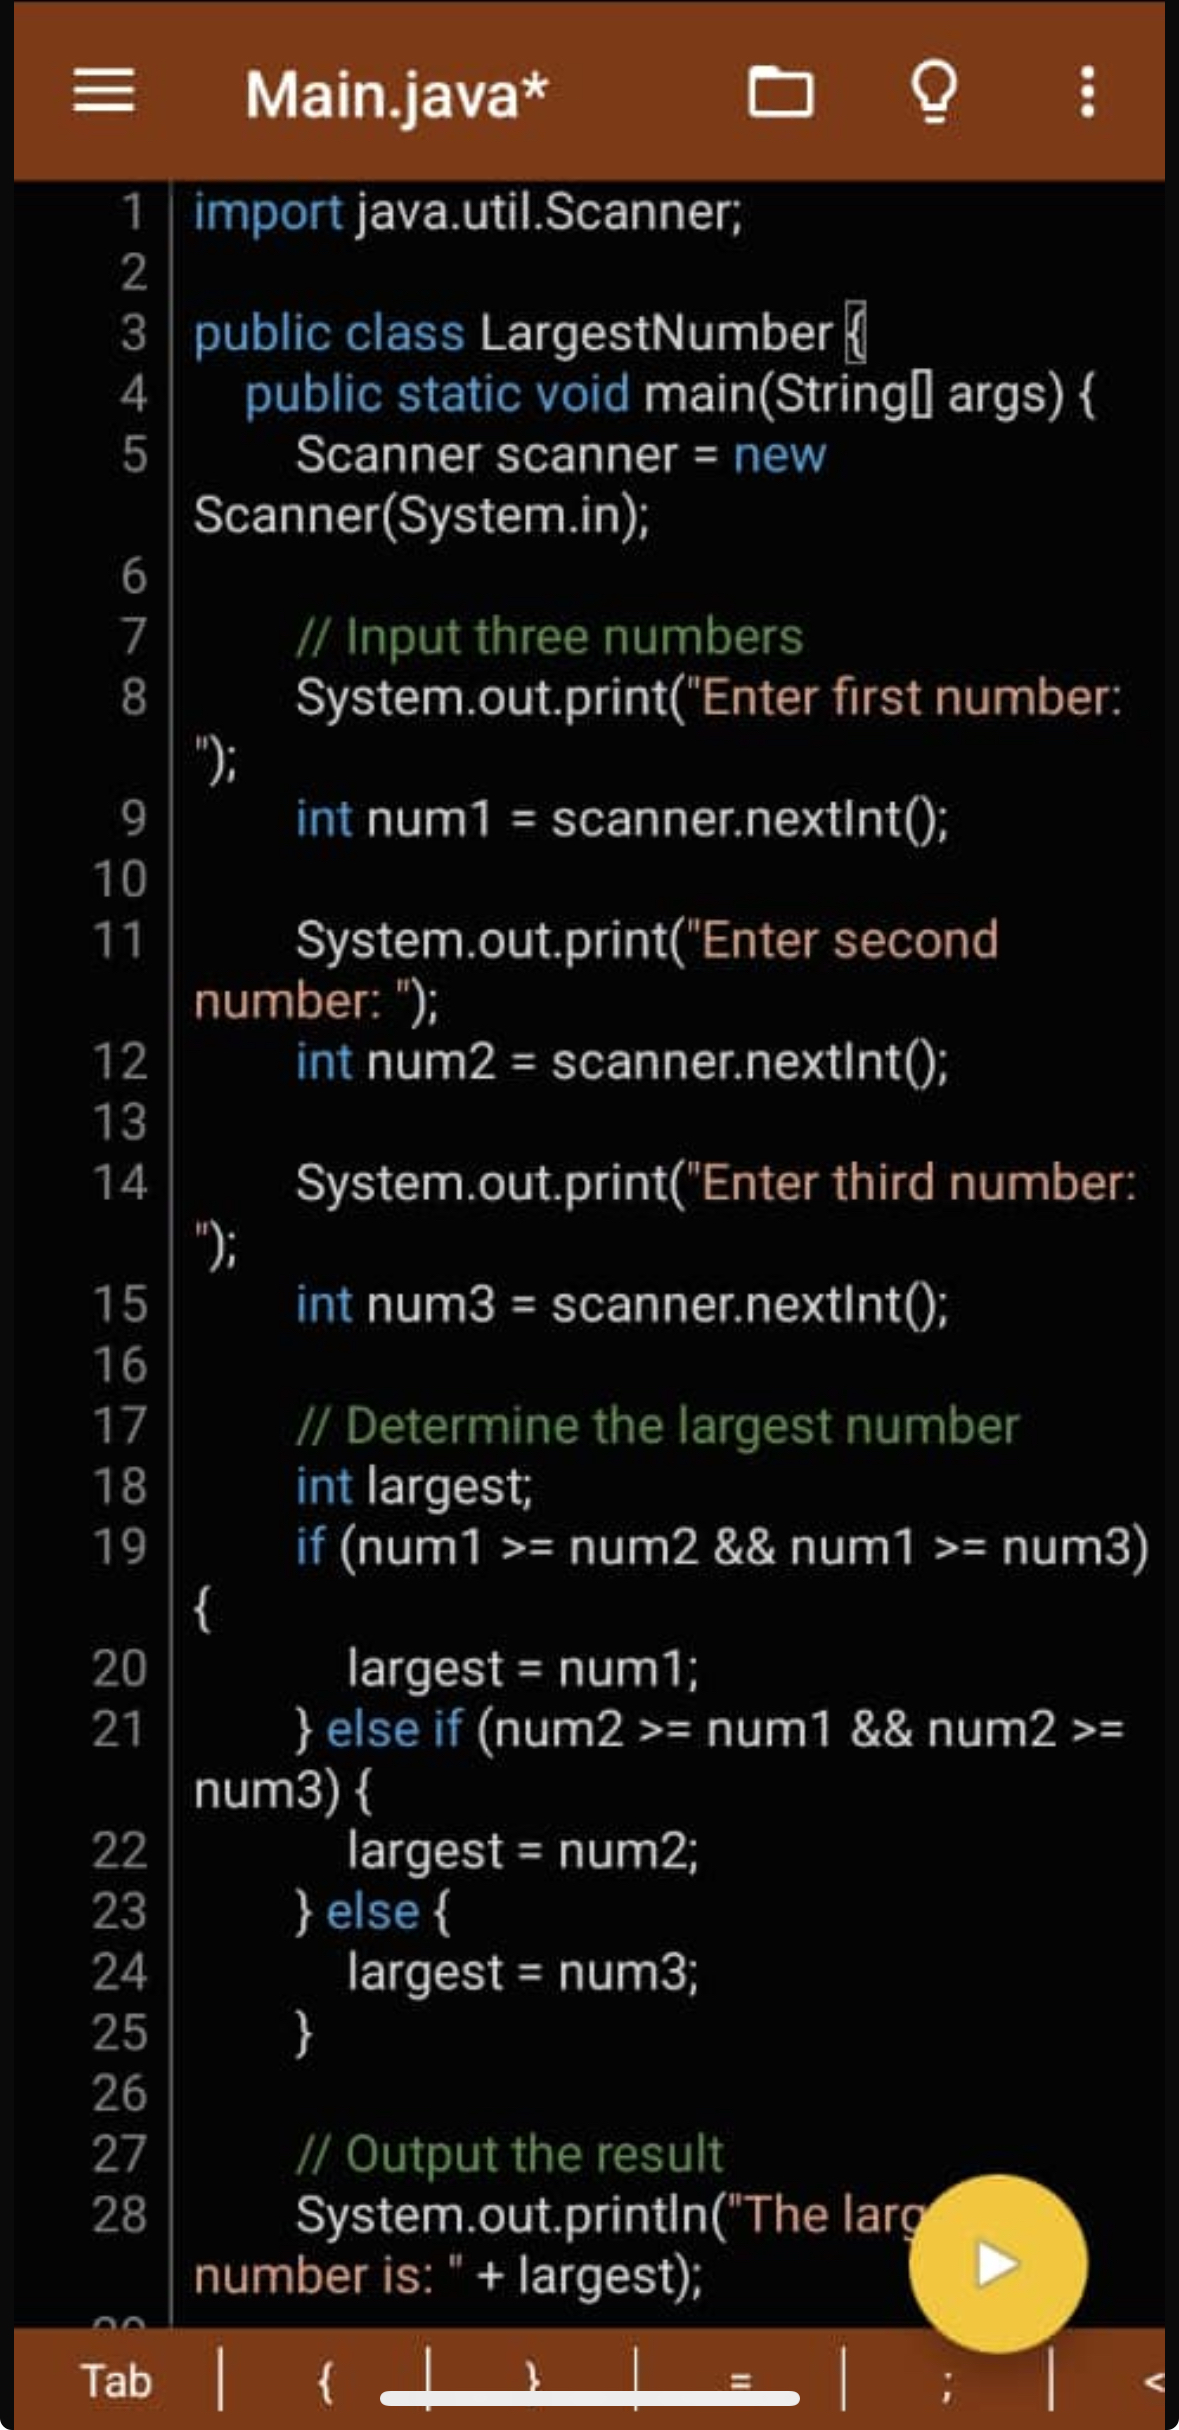 Main.java*
1 import java.util.Scanner;
2
3 public class LargestNumber {
4 public static void main(String[] args) {
5 Scanner scanner = new
Scanner(System.in);
6
7 // Input three numbers
8 System.out.print("Enter first number:
");
9 int num1 = scanner.nextInt();
10
11 System.out.print("Enter second
number: ");
12 int num2 = scanner.nextInt();
13
14 System.out.print("Enter third number:
");
15 int num3 = scanner.nextInt();
16
17 // Determine the largest number
18 int largest;
19 if (num1 >= num2 && num1 >= num3)
{
20 largest = num1;
21 } else if (num2 >= num1 && num2 >=
num3) {
22 largest = num2;
23 } else {
24 largest = num3;
25 }
26
27 // Output the result
28 System.out.println("The
number is: " + largest);
Tab { } = ; <